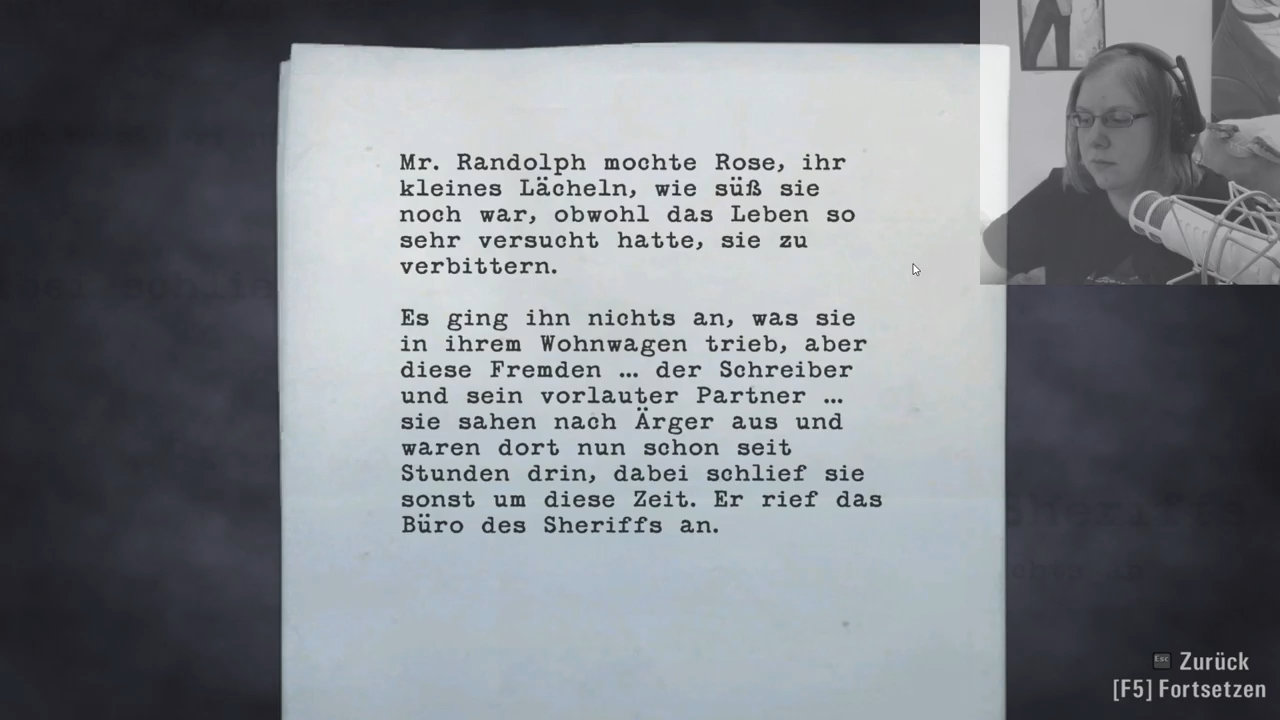 Mr. Randolph mochte Rose, ihr
kleines Lächeln, wie süß sie
noch war, obwohl das Leben so
sehr versucht hatte, sie zu
verbittern.
Es ging ihn nichts an, was sie
in ihrem Wohnwagen trieb, aber
diese Fremden … der Schreiber
und sein vorlauter Partner …
sie sahen nach Ärger aus und
waren dort nun schon seit
Stunden drin, dabei schlief sie
sonst um diese Zeit. Er rief das
Büro des Sheriffs an.
Esc Zurück
[F5] Fortsetzen